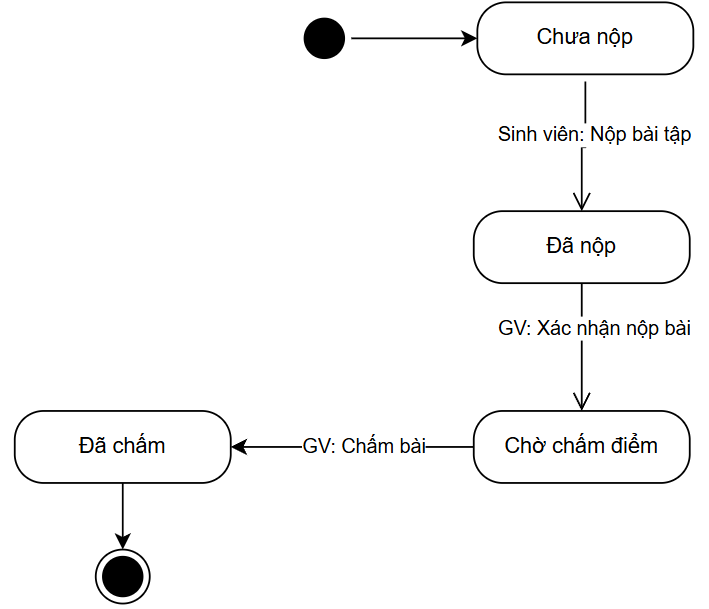 Chưa nộp
Sinh viên: Nộp bài tập
Đã nộp
GV: Xác nhận nộp bài
Chờ chấm điểm
GV: Chấm bài
Đã chấm